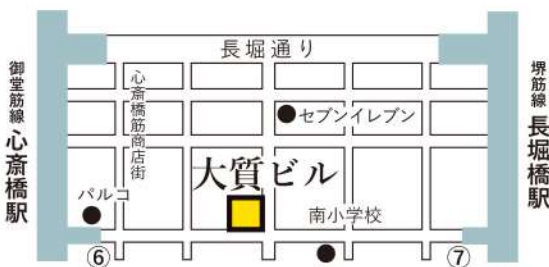 長堀通り
御堂筋線 心斎橋駅
心斎橋筋商店街
セブンイレブン
堺筋線 長堀橋駅
大質ビル
パルコ
南小学校
⑥
⑦